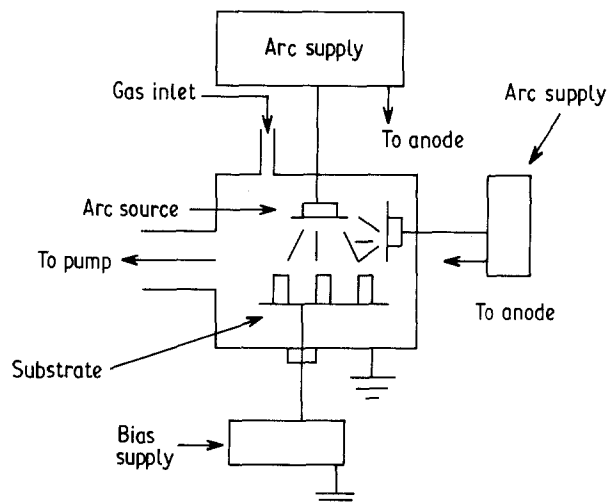 Arc supply
Gas inlet
Arc supply
To anode
Arc source
To pump
To anode
Substrate
Bias
supply